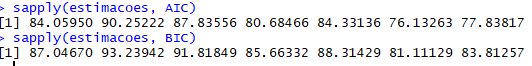 > sapply(estimacoes, AIC)
[1] 84.05950 90.25222 87.83556 80.68466 84.33136 76.13263 77.83817
> sapply(estimacoes, BIC)
[1] 87.04670 93.23942 91.81849 85.66332 88.31429 81.11129 83.81257